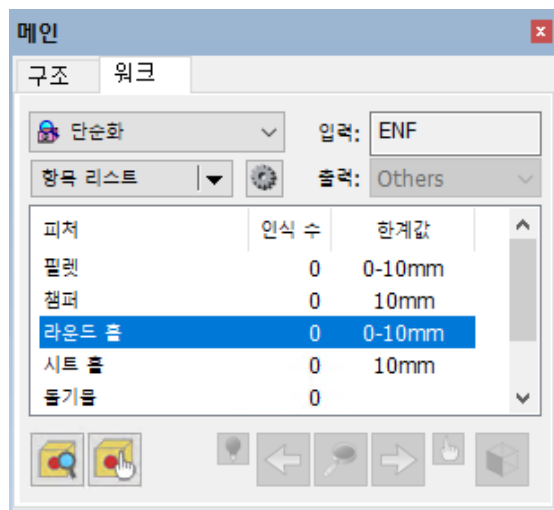 메인
구조 워크
단순화 입력: ENF
항목 리스트 출력: Others
피처 인식 수 한계값
필렛 0 0-10mm
챔퍼 0 10mm
라운드 홀 0 0-10mm
시트 홀 0 10mm
돌기물 0